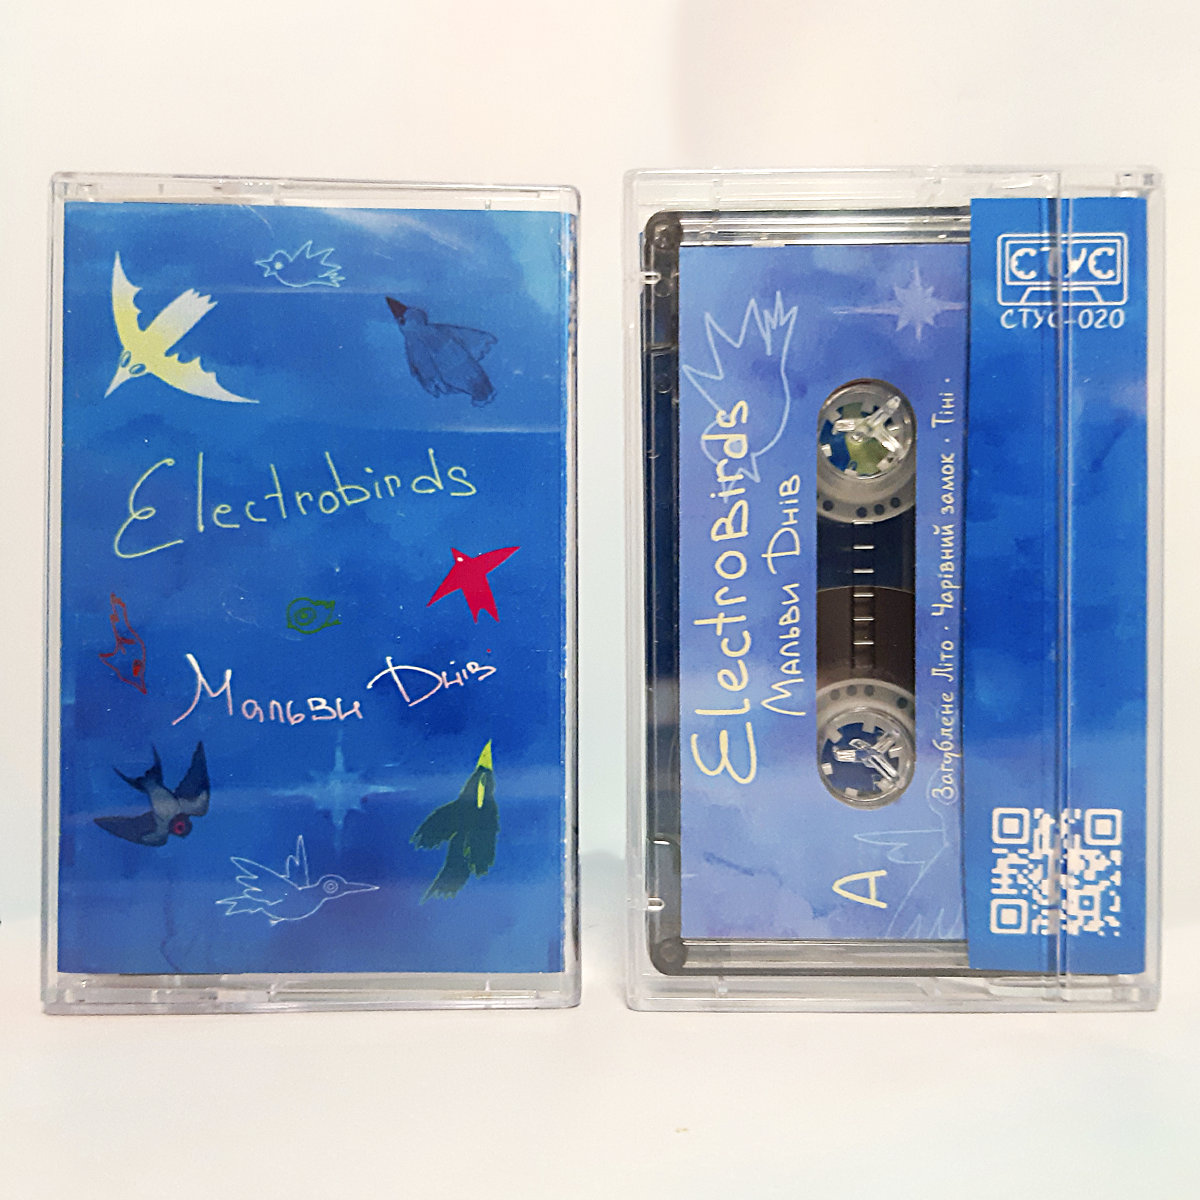 Electrobirds
Мальви Днів
ElectroBirds
Мальви Днів
Загублене Літо · Чарівний замок · Тіні ·
A
СТУС
СТУС-020